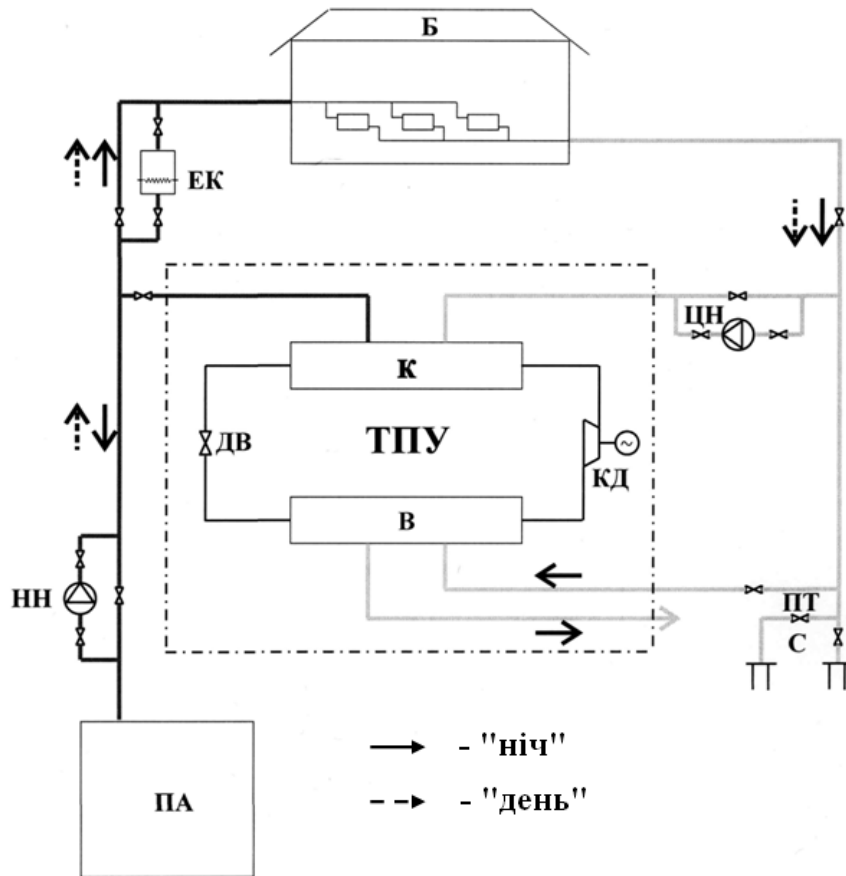 Б
ЕК
ЦН
К
ДВ
ТПУ
КД
В
НН
ПТ
С
- "ніч"
ПА
- "день"